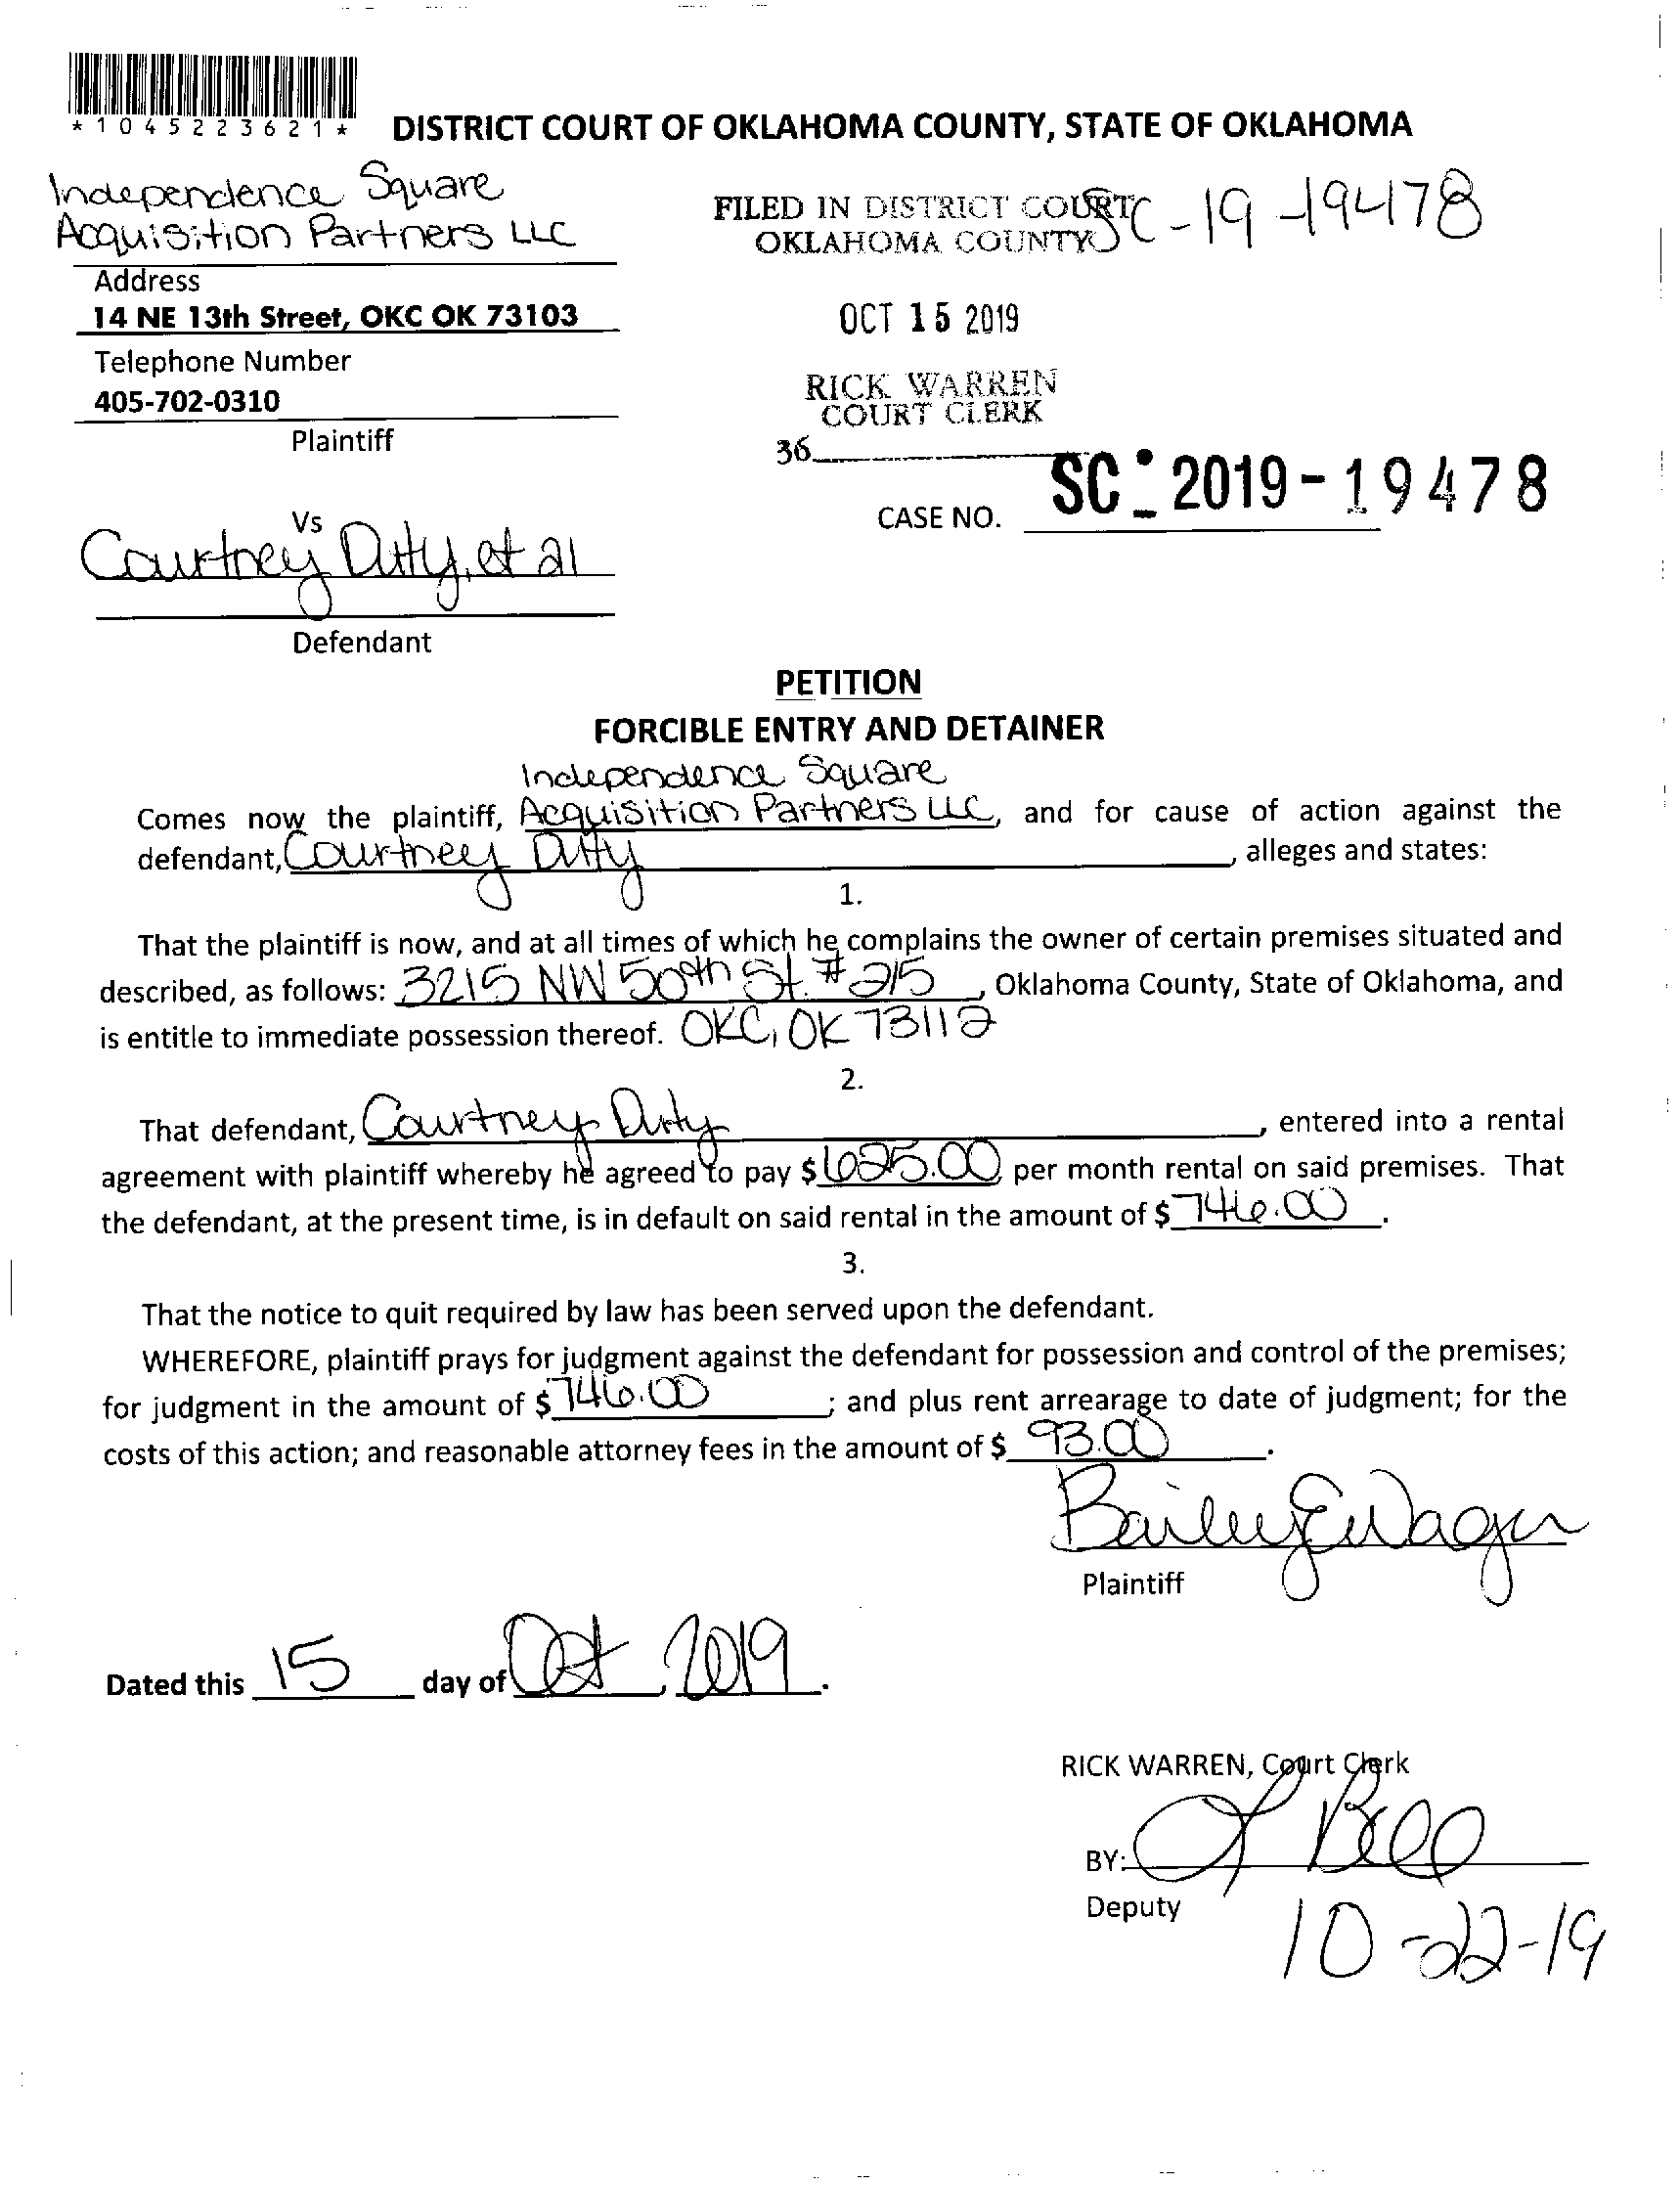 *1045223621*
DISTRICT COURT OF OKLAHOMA COUNTY, STATE OF OKLAHOMA
Independence Square
Acquisition Partners LLC
FILED IN DISTRICT COURT
OKLAHOMA COUNTY
SC-19-19478
Address
14 NE 13th Street, OKC OK 73103
OCT 15 2019
Telephone Number
405-702-0310
RICK WARREN
COURT CLERK
Plaintiff
36
CASE NO. SC-2019-19478
Vs
Courtney Duty, et al
Defendant
PETITION
FORCIBLE ENTRY AND DETAINER
Independence Square
Comes now the plaintiff, Acquisition Partners LLC, and for cause of action against the
defendant, Courtney Duty, alleges and states:
1.
That the plaintiff is now, and at all times of which he complains the owner of certain premises situated and
described, as follows: 3215 NW 50th St. #215, Oklahoma County, State of Oklahoma, and
is entitle to immediate possession thereof. OKC, OK 73112
2.
That defendant, Courtney Duty, entered into a rental
agreement with plaintiff whereby he agreed to pay $625.00 per month rental on said premises. That
the defendant, at the present time, is in default on said rental in the amount of $746.00.
3.
That the notice to quit required by law has been served upon the defendant.
WHEREFORE, plaintiff prays for judgment against the defendant for possession and control of the premises;
for judgment in the amount of $746.00; and plus rent arrearage to date of judgment; for the
costs of this action; and reasonable attorney fees in the amount of $93.00.
Bailey E Wager
Plaintiff
Dated this 15 day of Oct, 2019.
RICK WARREN, Court Clerk
BY: L Bell
Deputy
10-22-19